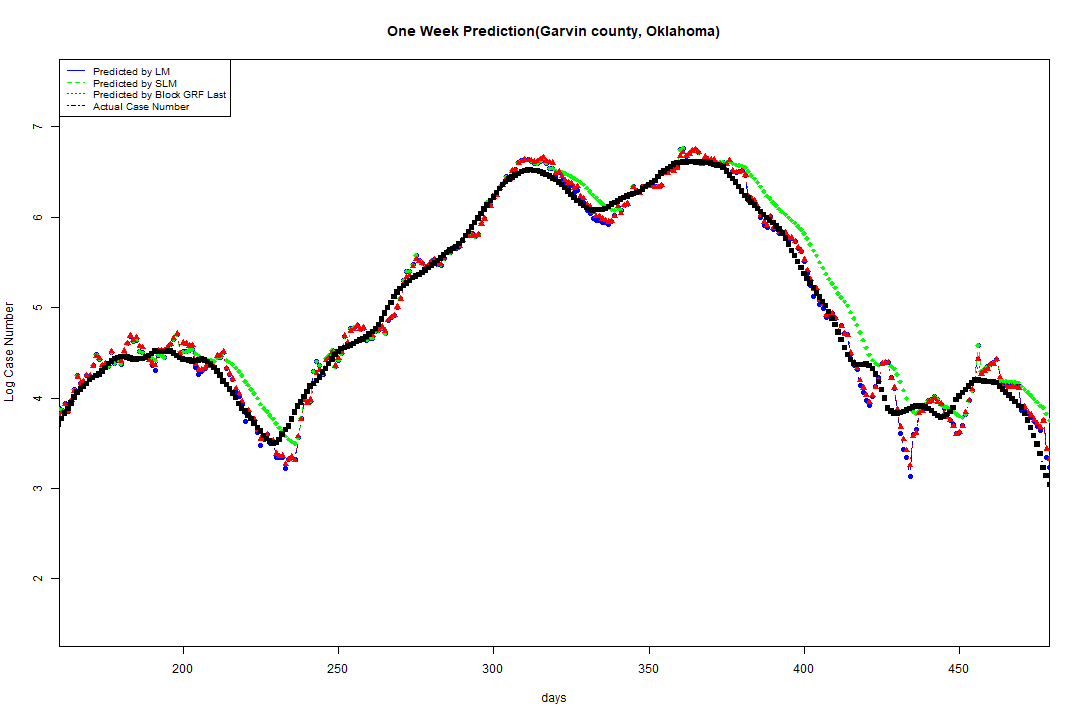 One Week Prediction(Garvin county, Oklahoma)
Predicted by LM
Predicted by SLM
Predicted by Block GRF Last
Actual Case Number
7
6
5
4
3
2
Log Case Number
200 250 300 350 400 450
days